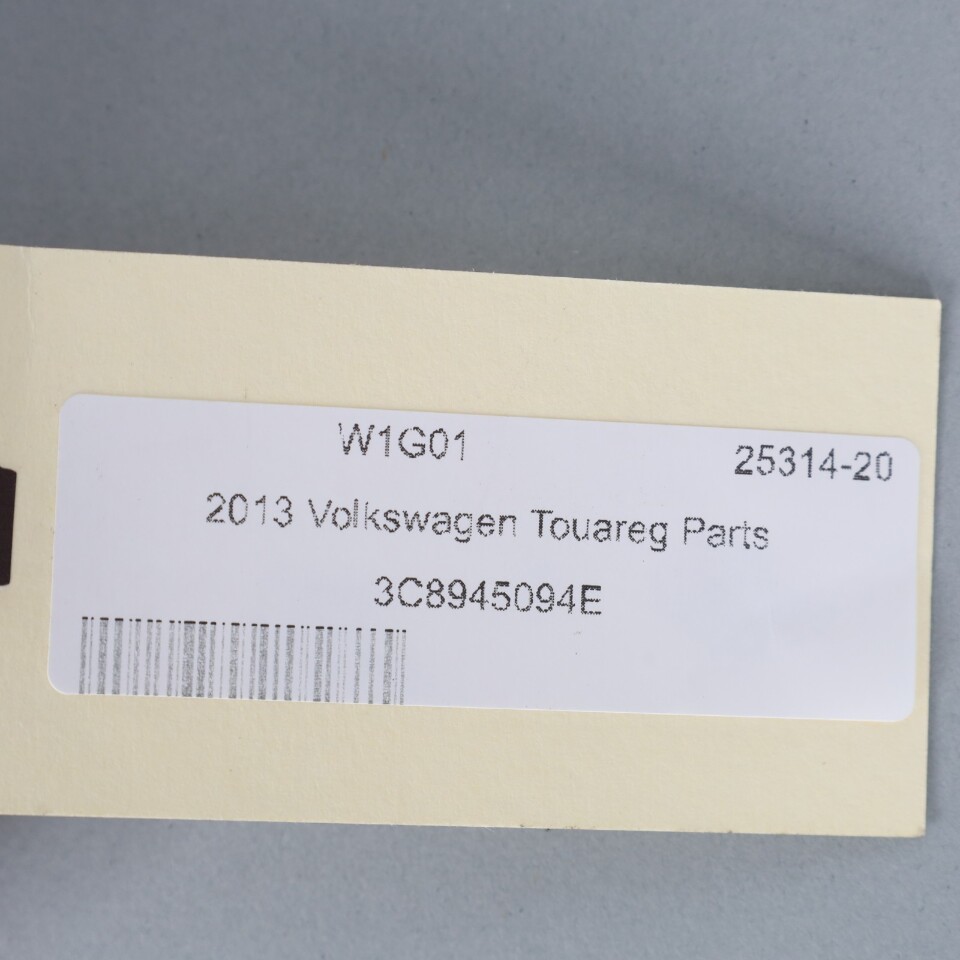 W1G01 25314-20
2013 Volkswagen Touareg Parts
3C8945094E